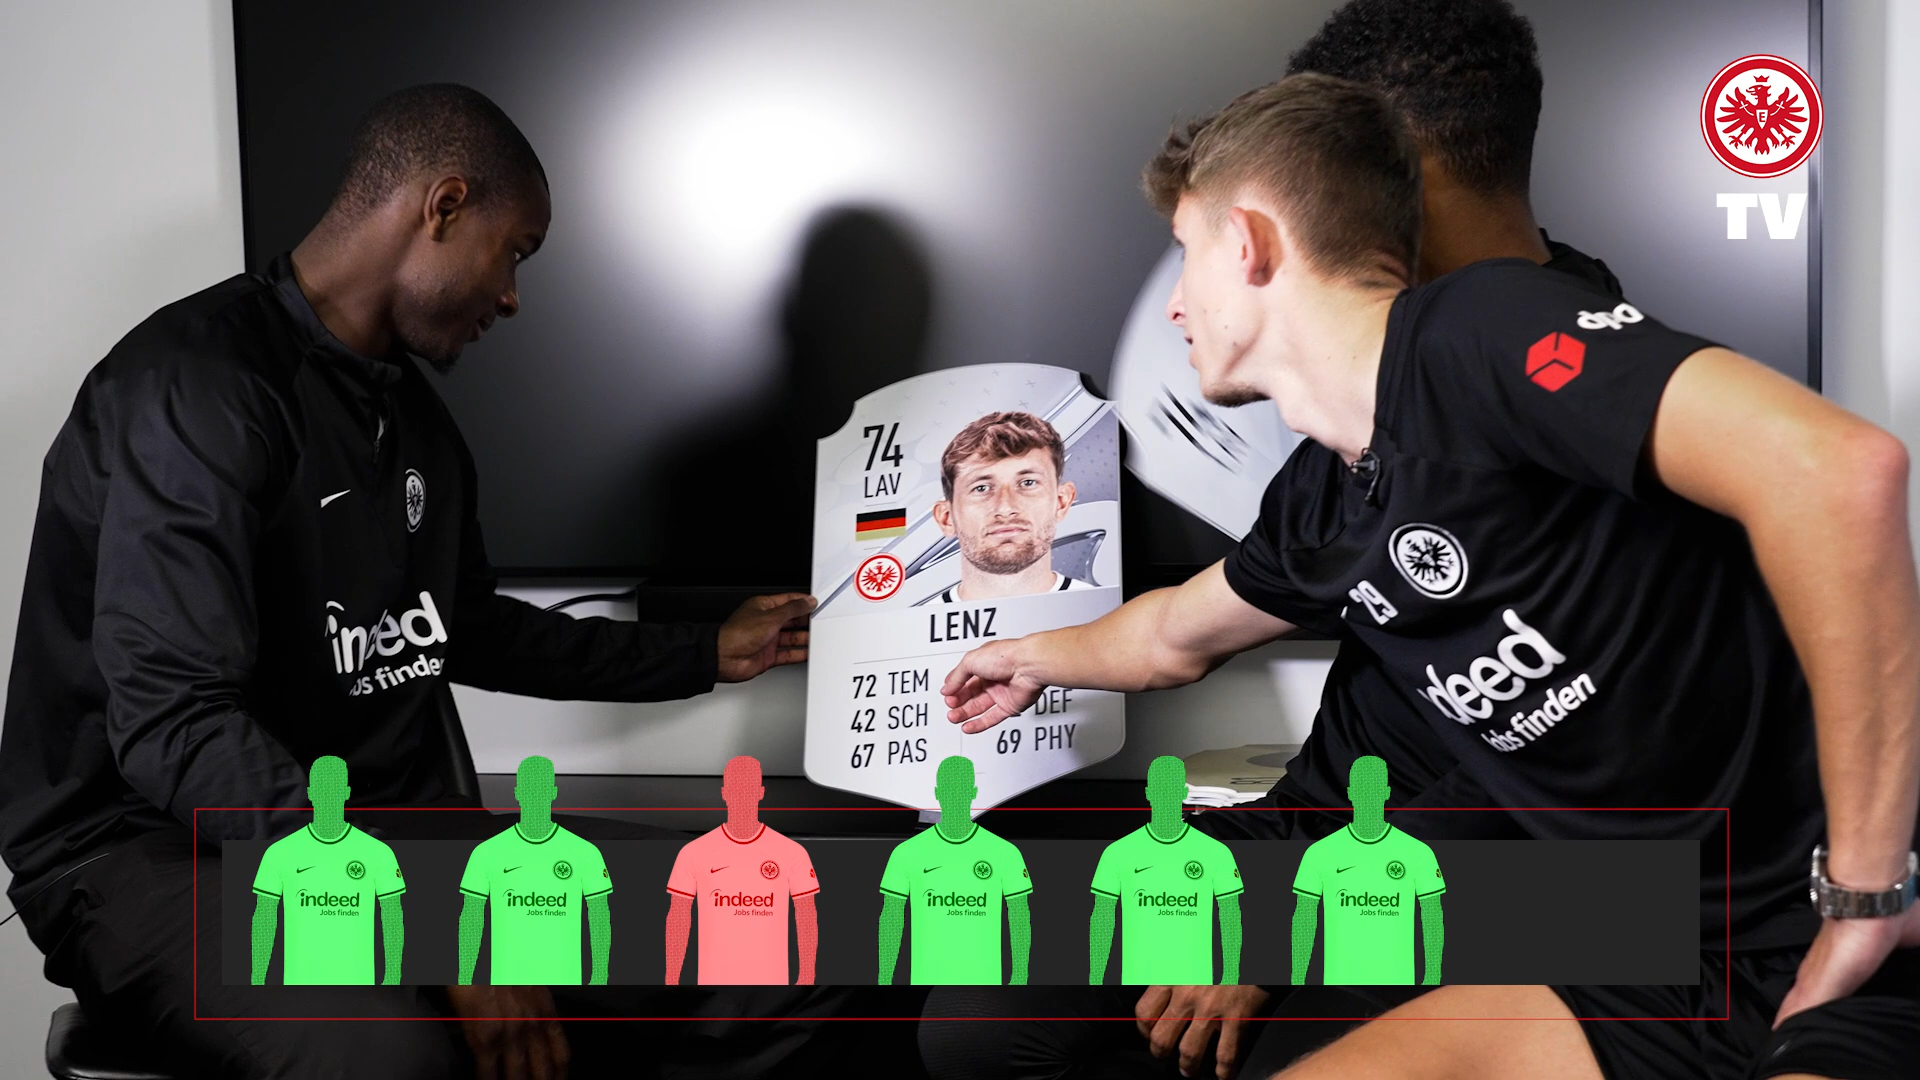 TV
dpd
74
LAV
LENZ
72 TEM
42 SCH
67 PAS
DEF
69 PHY
indeed
Jobs finden
29
indeed
Jobs finden
indeed
Jobs finden
indeed
Jobs finden
indeed
Jobs finden
indeed
Jobs finden
indeed
Jobs finden
indeed
Jobs finden